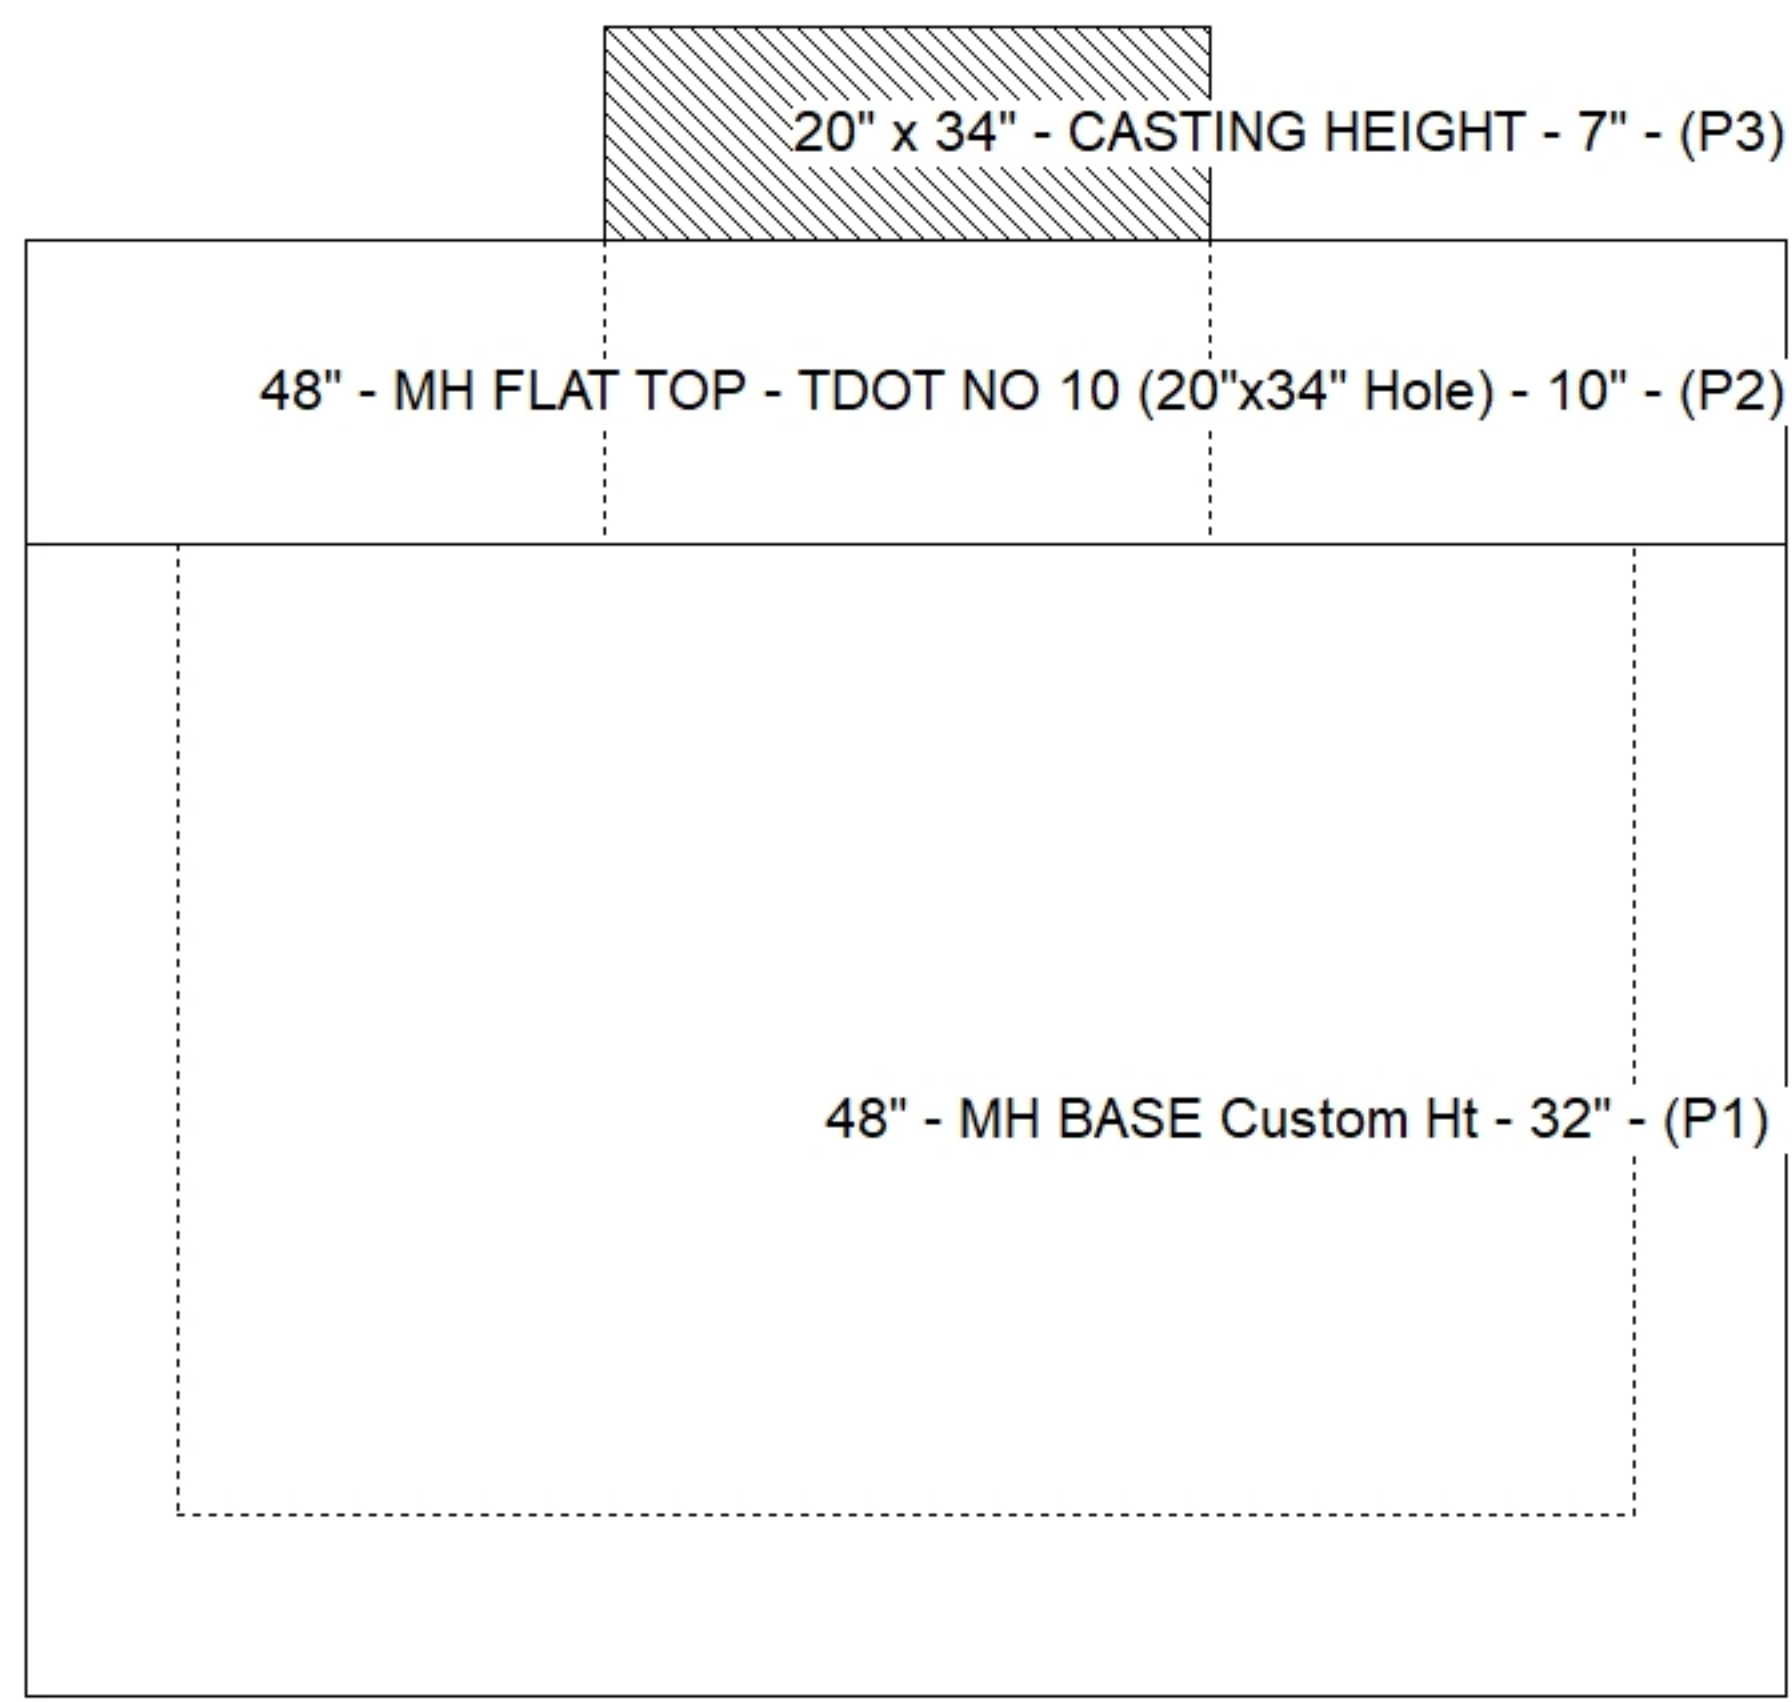 20" x 34" - CASTING HEIGHT - 7" - (P3)
48" - MH FLAT TOP - TDOT NO 10 (20"x34" Hole) - 10" - (P2)
48" - MH BASE Custom Ht - 32" - (P1)